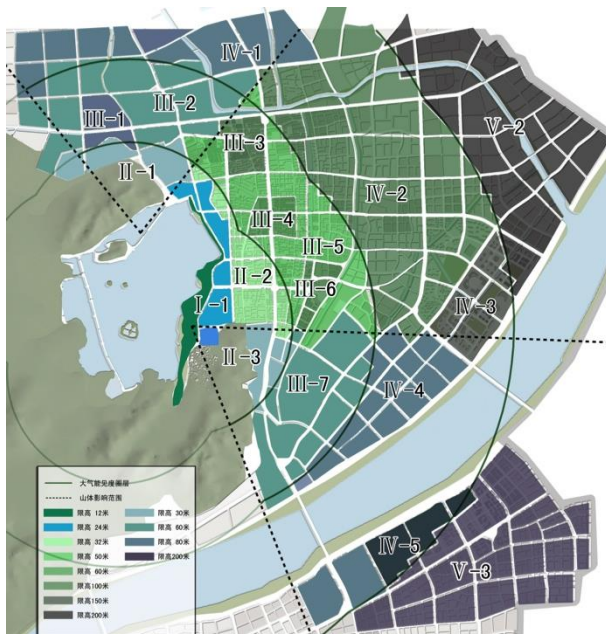 IV-1
III-2
III-1
III-3
V-2
II-1
IV-2
III-4
III-5
II-2
III-6
I-1
IV-3
II-3
III-7
IV-4
IV-5
V-3
大气能见度圈层
山体影响范围
限高 12米
限高 30米
限高 24米
限高 60米
限高 32米
限高 80米
限高 50米
限高200米
限高 60米
限高100米
限高150米
限高200米